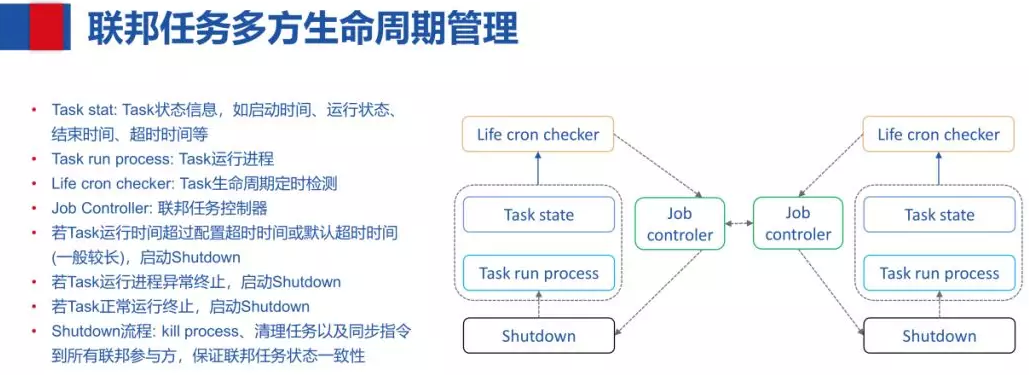 联邦任务多方生命周期管理
• Task stat: Task状态信息，如启动时间、运行状态、
结束时间、超时时间等
• Task run process: Task运行进程
• Life cron checker: Task生命周期定时检测
• Job Controller: 联邦任务控制器
• 若Task运行时间超过配置超时时间或默认超时时间
(一般较长)，启动Shutdown
• 若Task运行进程异常终止，启动Shutdown
• 若Task正常运行终止，启动Shutdown
• Shutdown流程: kill process、清理任务以及同步指令
到所有联邦参与方，保证联邦任务状态一致性
Life cron checker
Task state
Task run process
Shutdown
Job
controler
Job
controler
Life cron checker
Task state
Task run process
Shutdown